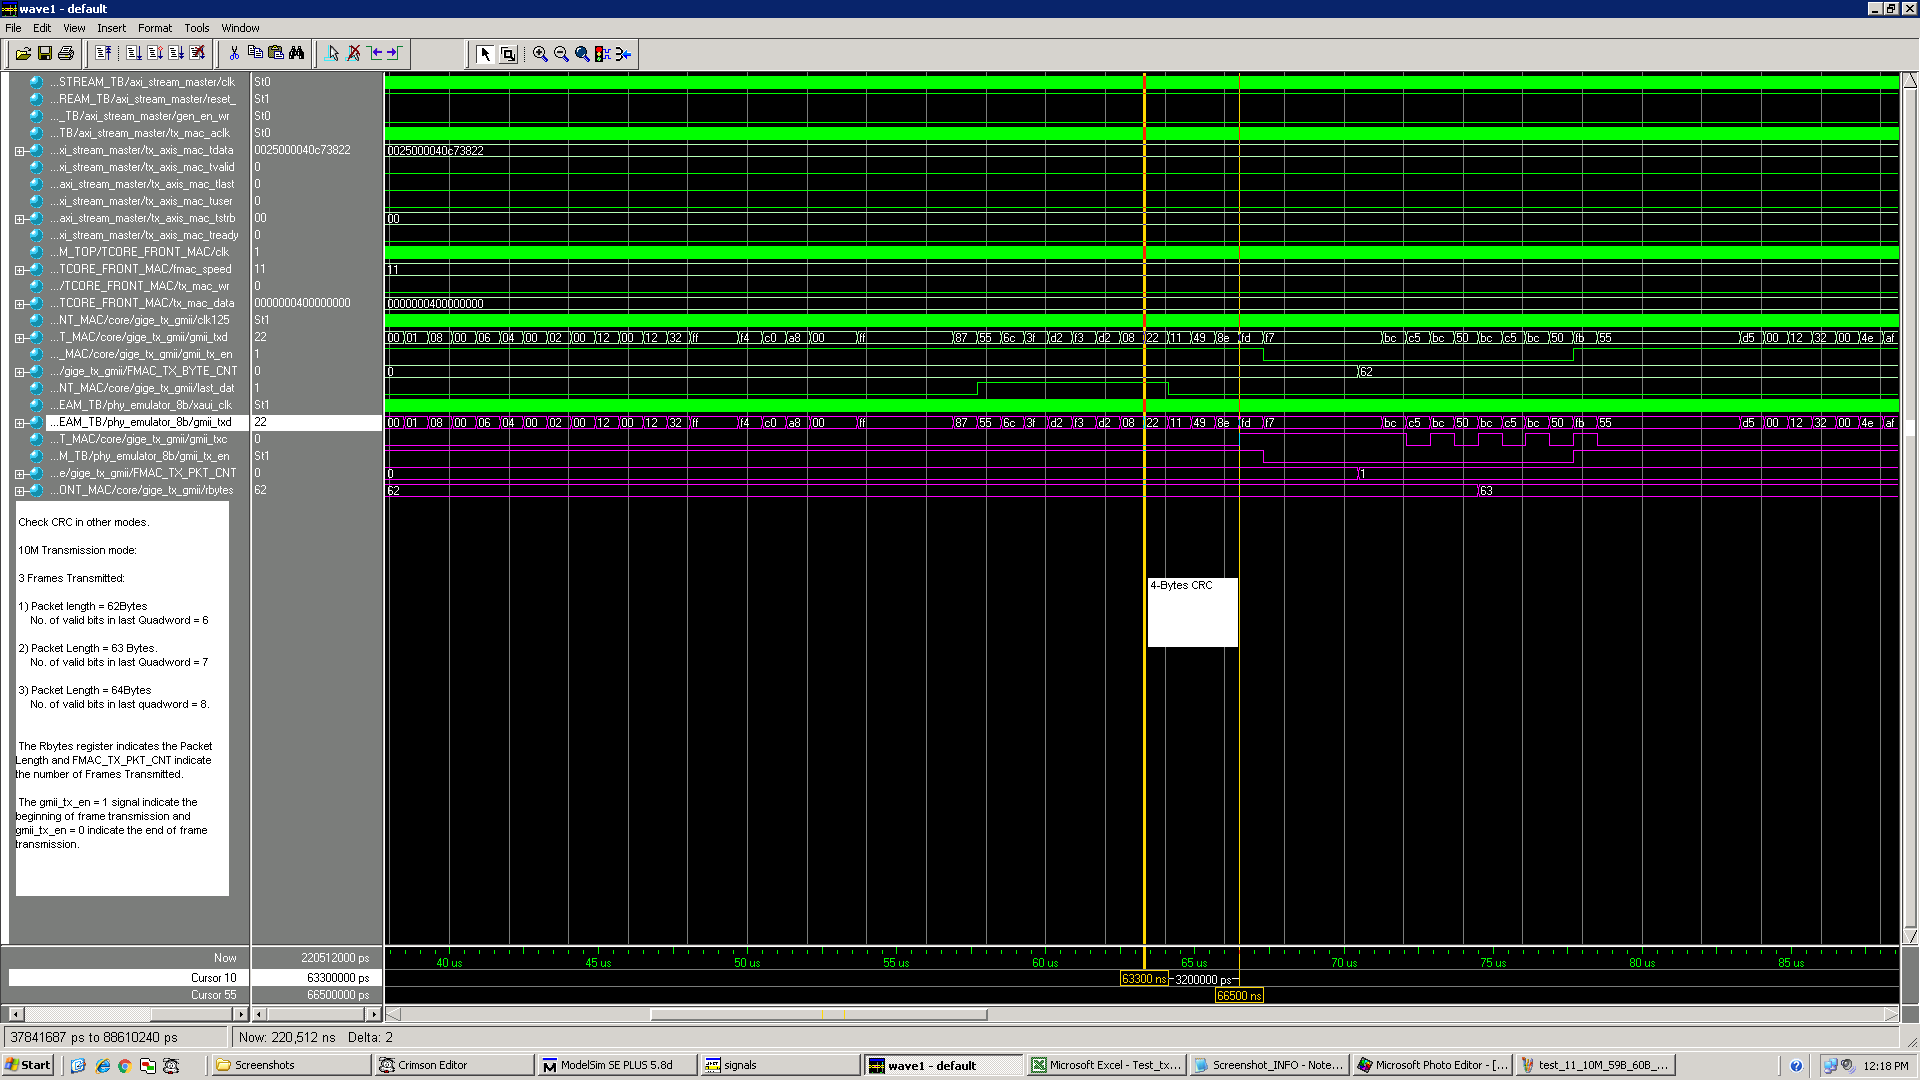 wave1 - default
File Edit View Insert Format Tools Window
...STREAM_TB/axi_stream_master/clk St0
...REAM_TB/axi_stream_master/reset_ St1
..._TB/axi_stream_master/gen_en_wr St0
...TB/axi_stream_master/tx_mac_aclk St0
...xi_stream_master/tx_axis_mac_tdata 0025000040c73822 0025000040c73822
...xi_stream_master/tx_axis_mac_tvalid 0
...axi_stream_master/tx_axis_mac_tlast 0
...xi_stream_master/tx_axis_mac_tuser 0
...axi_stream_master/tx_axis_mac_tstrb 00 00
...xi_stream_master/tx_axis_mac_tready 0
...M_TOP/TCORE_FRONT_MAC/clk 1
...TCORE_FRONT_MAC/fmac_speed 11 11
.../TCORE_FRONT_MAC/tx_mac_wr 0
...TCORE_FRONT_MAC/tx_mac_data 0000000400000000 0000000400000000
...NT_MAC/core/gige_tx_gmii/clk125 St1
...T_MAC/core/gige_tx_gmii/gmii_txd 22 00 01 08 00 06 04 00 02 00 12 12 32 ff f4 c0 a8 00 ff 87 55 6c 3f d2 f3 d2 08 22 11 49 8e fd f7 bc c5 bc 50 bc c5 bc 50 fb 55 d5 00 12 32 00 4e af
..._MAC/core/gige_tx_gmii/gmii_tx_en 1
.../gige_tx_gmii/FMAC_TX_BYTE_CNT 0 0 62
...NT_MAC/core/gige_tx_gmii/last_dat 1
...EAM_TB/phy_emulator_8b/xaui_clk St1
...EAM_TB/phy_emulator_8b/gmii_txd 22 00 01 08 00 06 04 00 02 00 12 12 32 ff f4 c0 a8 00 ff 87 55 6c 3f d2 f3 d2 08 22 11 49 8e fd f7 bc c5 bc 50 bc c5 bc 50 fb 55 d5 00 12 32 00 4e af
...T_MAC/core/gige_tx_gmii/gmii_txc 0
...M_TB/phy_emulator_8b/gmii_tx_en St1
...e/gige_tx_gmii/FMAC_TX_PKT_CNT 0 0 1
...ONT_MAC/core/gige_tx_gmii/rbytes 62 62 63
Check CRC in other modes.
10M Transmission mode:
3 Frames Transmitted:
1) Packet length = 62Bytes
No. of valid bits in last Quadword = 6
2) Packet Length = 63 Bytes.
No. of valid bits in last Quadword = 7
3) Packet Length = 64Bytes
No. of valid bits in last quadword = 8.
The Rbytes register indicates the Packet
Length and FMAC_TX_PKT_CNT indicate
the number of Frames Transmitted.
The gmii_tx_en = 1 signal indicate the
beginning of frame transmission and
gmii_tx_en = 0 indicate the end of frame
transmission.
4-Bytes CRC
Now 220512000 ps 40 us 45 us 50 us 55 us 60 us 65 us 70 us 75 us 80 us 85 us
Cursor 10 63300000 ps 63300 ns 3200000 ps
Cursor 55 66500000 ps 66500 ns
37841687 ps to 88610240 ps Now: 220,512 ns Delta: 2
Start Screenshots Crimson Editor ModelSim SE PLUS 5.8d signals wave1 - default Microsoft Excel - Test_tx... Screenshot_INFO - Note... Microsoft Photo Editor - [... test_11_10M_59B_60B_... 12:18 PM